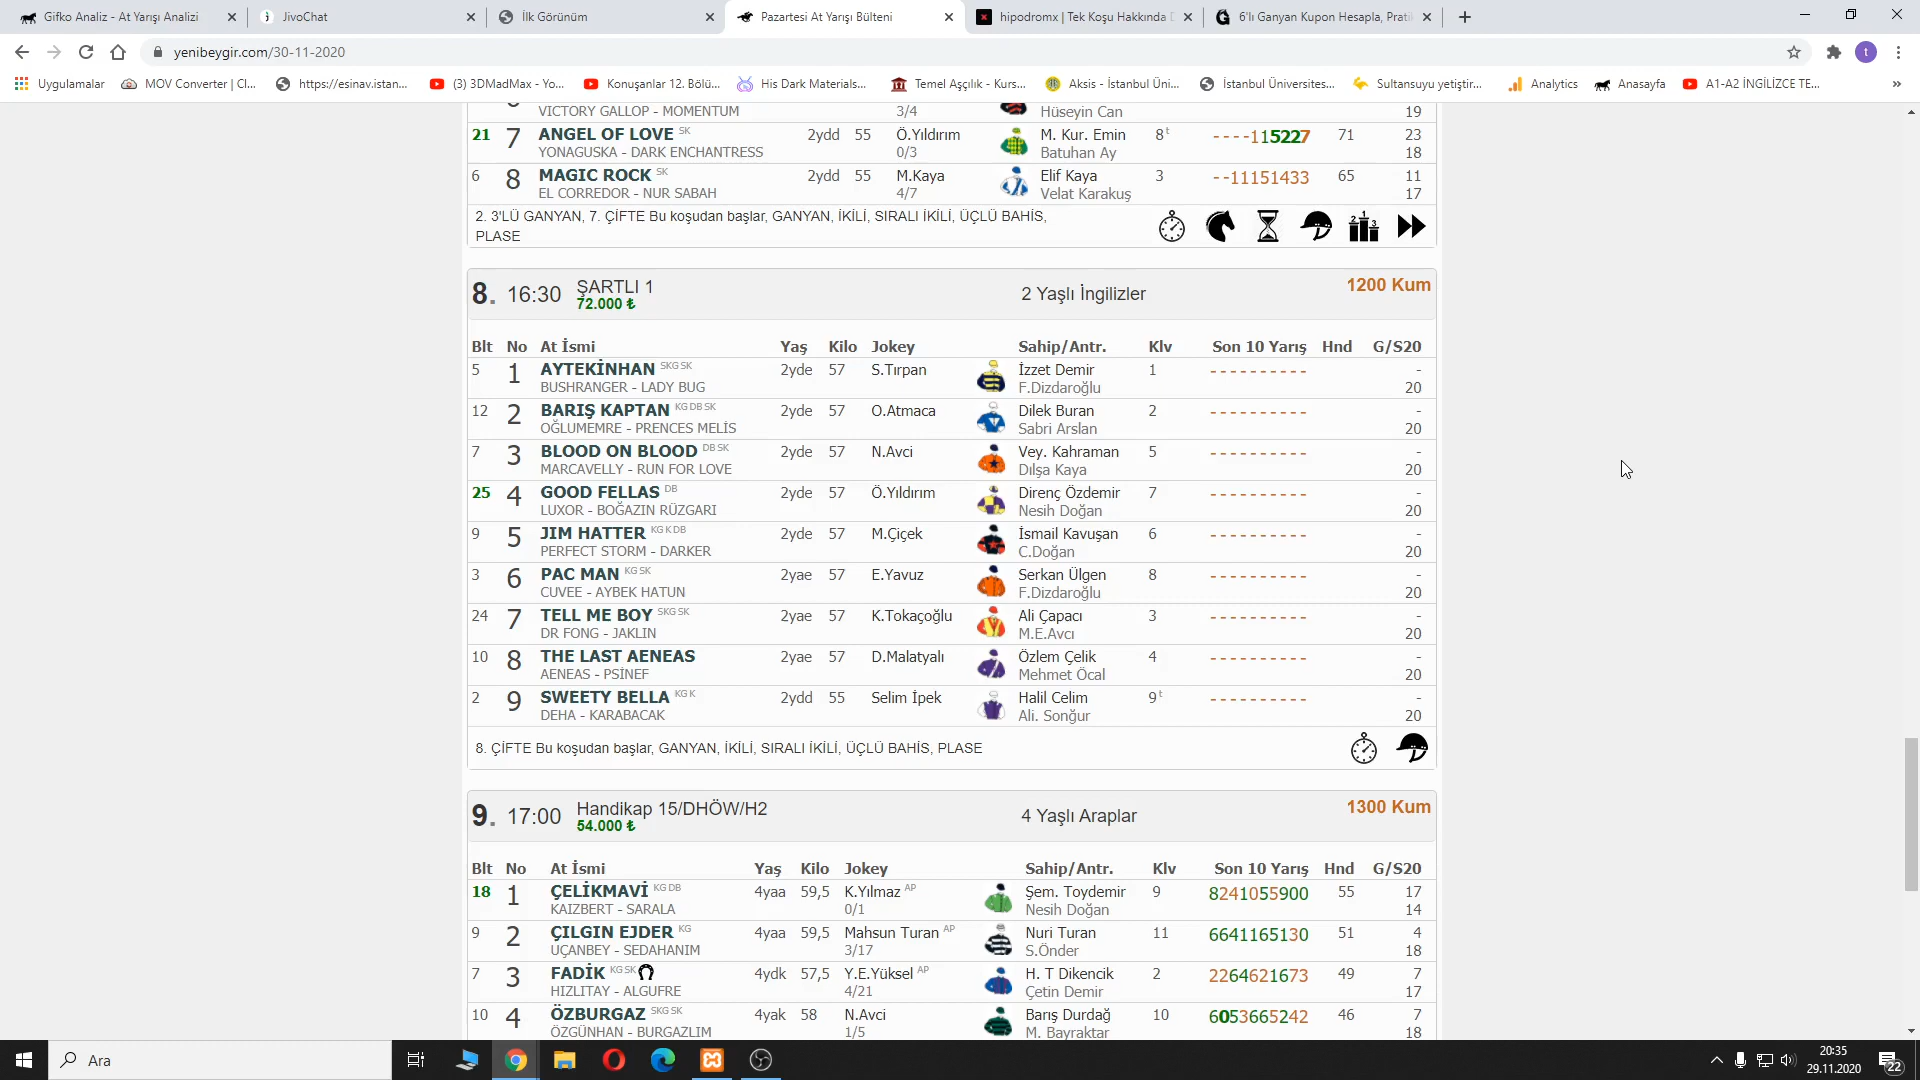 Gifko Analiz - At Yarışı Analizi
JivoChat
İlk Görünüm
Pazartesi At Yarışı Bülteni
hipodromx | Tek Koşu Hakkında
6'lı Ganyan Kupon Hesapla, Prati
yenibeygir.com/30-11-2020
t
Uygulamalar
MOV Converter | Cl...
https://esinav.istan...
(3) 3DMadMax - Yo...
Konuşanlar 12. Bölü...
His Dark Materials...
Temel Aşçılık - Kurs...
Aksis - İstanbul Üni...
İstanbul Üniversites...
Sultansuyu yetiştir...
Analytics
Anasayfa
A1-A2 İNGİLİZCE TE...
»
VICTORY GALLOP - MOMENTUM 3/4 Hüseyin Can 19
21 7 ANGEL OF LOVE SK 2ydd 55 Ö.Yıldırım M. Kur. Emin 8 t ----115227 71 23
YONAGUSKA - DARK ENCHANTRESS 0/3 Batuhan Ay 18
6 8 MAGIC ROCK SK 2ydd 55 M.Kaya Elif Kaya 3 --11151433 65 11
EL CORREDOR - NUR SABAH 4/7 Velat Karakuş 17
2. 3'LÜ GANYAN, 7. ÇİFTE Bu koşudan başlar, GANYAN, İKİLİ, SIRALI İKİLİ, ÜÇLÜ BAHİS,
PLASE
8. 16:30 ŞARTLI 1 2 Yaşlı İngilizler 1200 Kum
72.000 ₺
Blt No At İsmi Yaş Kilo Jokey Sahip/Antr. Klv Son 10 Yarış Hnd G/S20
5 1 AYTEKİNHAN SKG SK 2yde 57 S.Tırpan İzzet Demir 1 ---------- -
BUSHRANGER - LADY BUG F.Dizdaroğlu 20
12 2 BARIŞ KAPTAN KG DB SK 2yde 57 O.Atmaca Dilek Buran 2 ---------- -
OĞLUMEMRE - PRENCES MELİS Sabri Arslan 20
7 3 BLOOD ON BLOOD DB SK 2yde 57 N.Avci Vey. Kahraman 5 ---------- -
MARCAVELLY - RUN FOR LOVE Dılşa Kaya 20
25 4 GOOD FELLAS DB 2yde 57 Ö.Yıldırım Direnç Özdemir 7 ---------- -
LUXOR - BOĞAZIN RÜZGARI Nesih Doğan 20
9 5 JIM HATTER KG K DB 2yde 57 M.Çiçek İsmail Kavuşan 6 ---------- -
PERFECT STORM - DARKER C.Doğan 20
3 6 PAC MAN KG SK 2yae 57 E.Yavuz Serkan Ülgen 8 ---------- -
CUVEE - AYBEK HATUN F.Dizdaroğlu 20
24 7 TELL ME BOY SKG SK 2yae 57 K.Tokaçoğlu Ali Çapacı 3 ---------- -
DR FONG - JAKLIN M.E.Avcı 20
10 8 THE LAST AENEAS 2yae 57 D.Malatyalı Özlem Çelik 4 ---------- -
AENEAS - PSİNEF Mehmet Öcal 20
2 9 SWEETY BELLA KG K 2ydd 55 Selim İpek Halil Celim 9 t ---------- -
DEHA - KARABACAK Ali. Sonğur 20
8. ÇİFTE Bu koşudan başlar, GANYAN, İKİLİ, SIRALI İKİLİ, ÜÇLÜ BAHİS, PLASE
9. 17:00 Handikap 15/DHÖW/H2 4 Yaşlı Araplar 1300 Kum
54.000 ₺
Blt No At İsmi Yaş Kilo Jokey Sahip/Antr. Klv Son 10 Yarış Hnd G/S20
18 1 ÇELİKMAVİ KG DB 4yaa 59,5 K.Yılmaz AP Şem. Toydemir 9 8241055900 55 17
KAIZBERT - SARALA 0/1 Nesih Doğan 14
9 2 ÇILGIN EJDER KG 4yaa 59,5 Mahsun Turan AP Nuri Turan 11 6641165130 51 4
UÇANBEY - SEDAHANIM 3/17 S.Önder 18
7 3 FADİK KG SK 4ydk 57,5 Y.E.Yüksel AP H. T Dikencik 2 2264621673 49 7
HIZLITAY - ALGUFRE 4/21 Çetin Demir 17
10 4 ÖZBURGAZ SKG SK 4yak 58 N.Avci Barış Durdağ 10 6053665242 46 7
ÖZGÜNHAN - BURGAZLIM 1/5 M. Bayraktar 18
Ara
20:35
29.11.2020
22